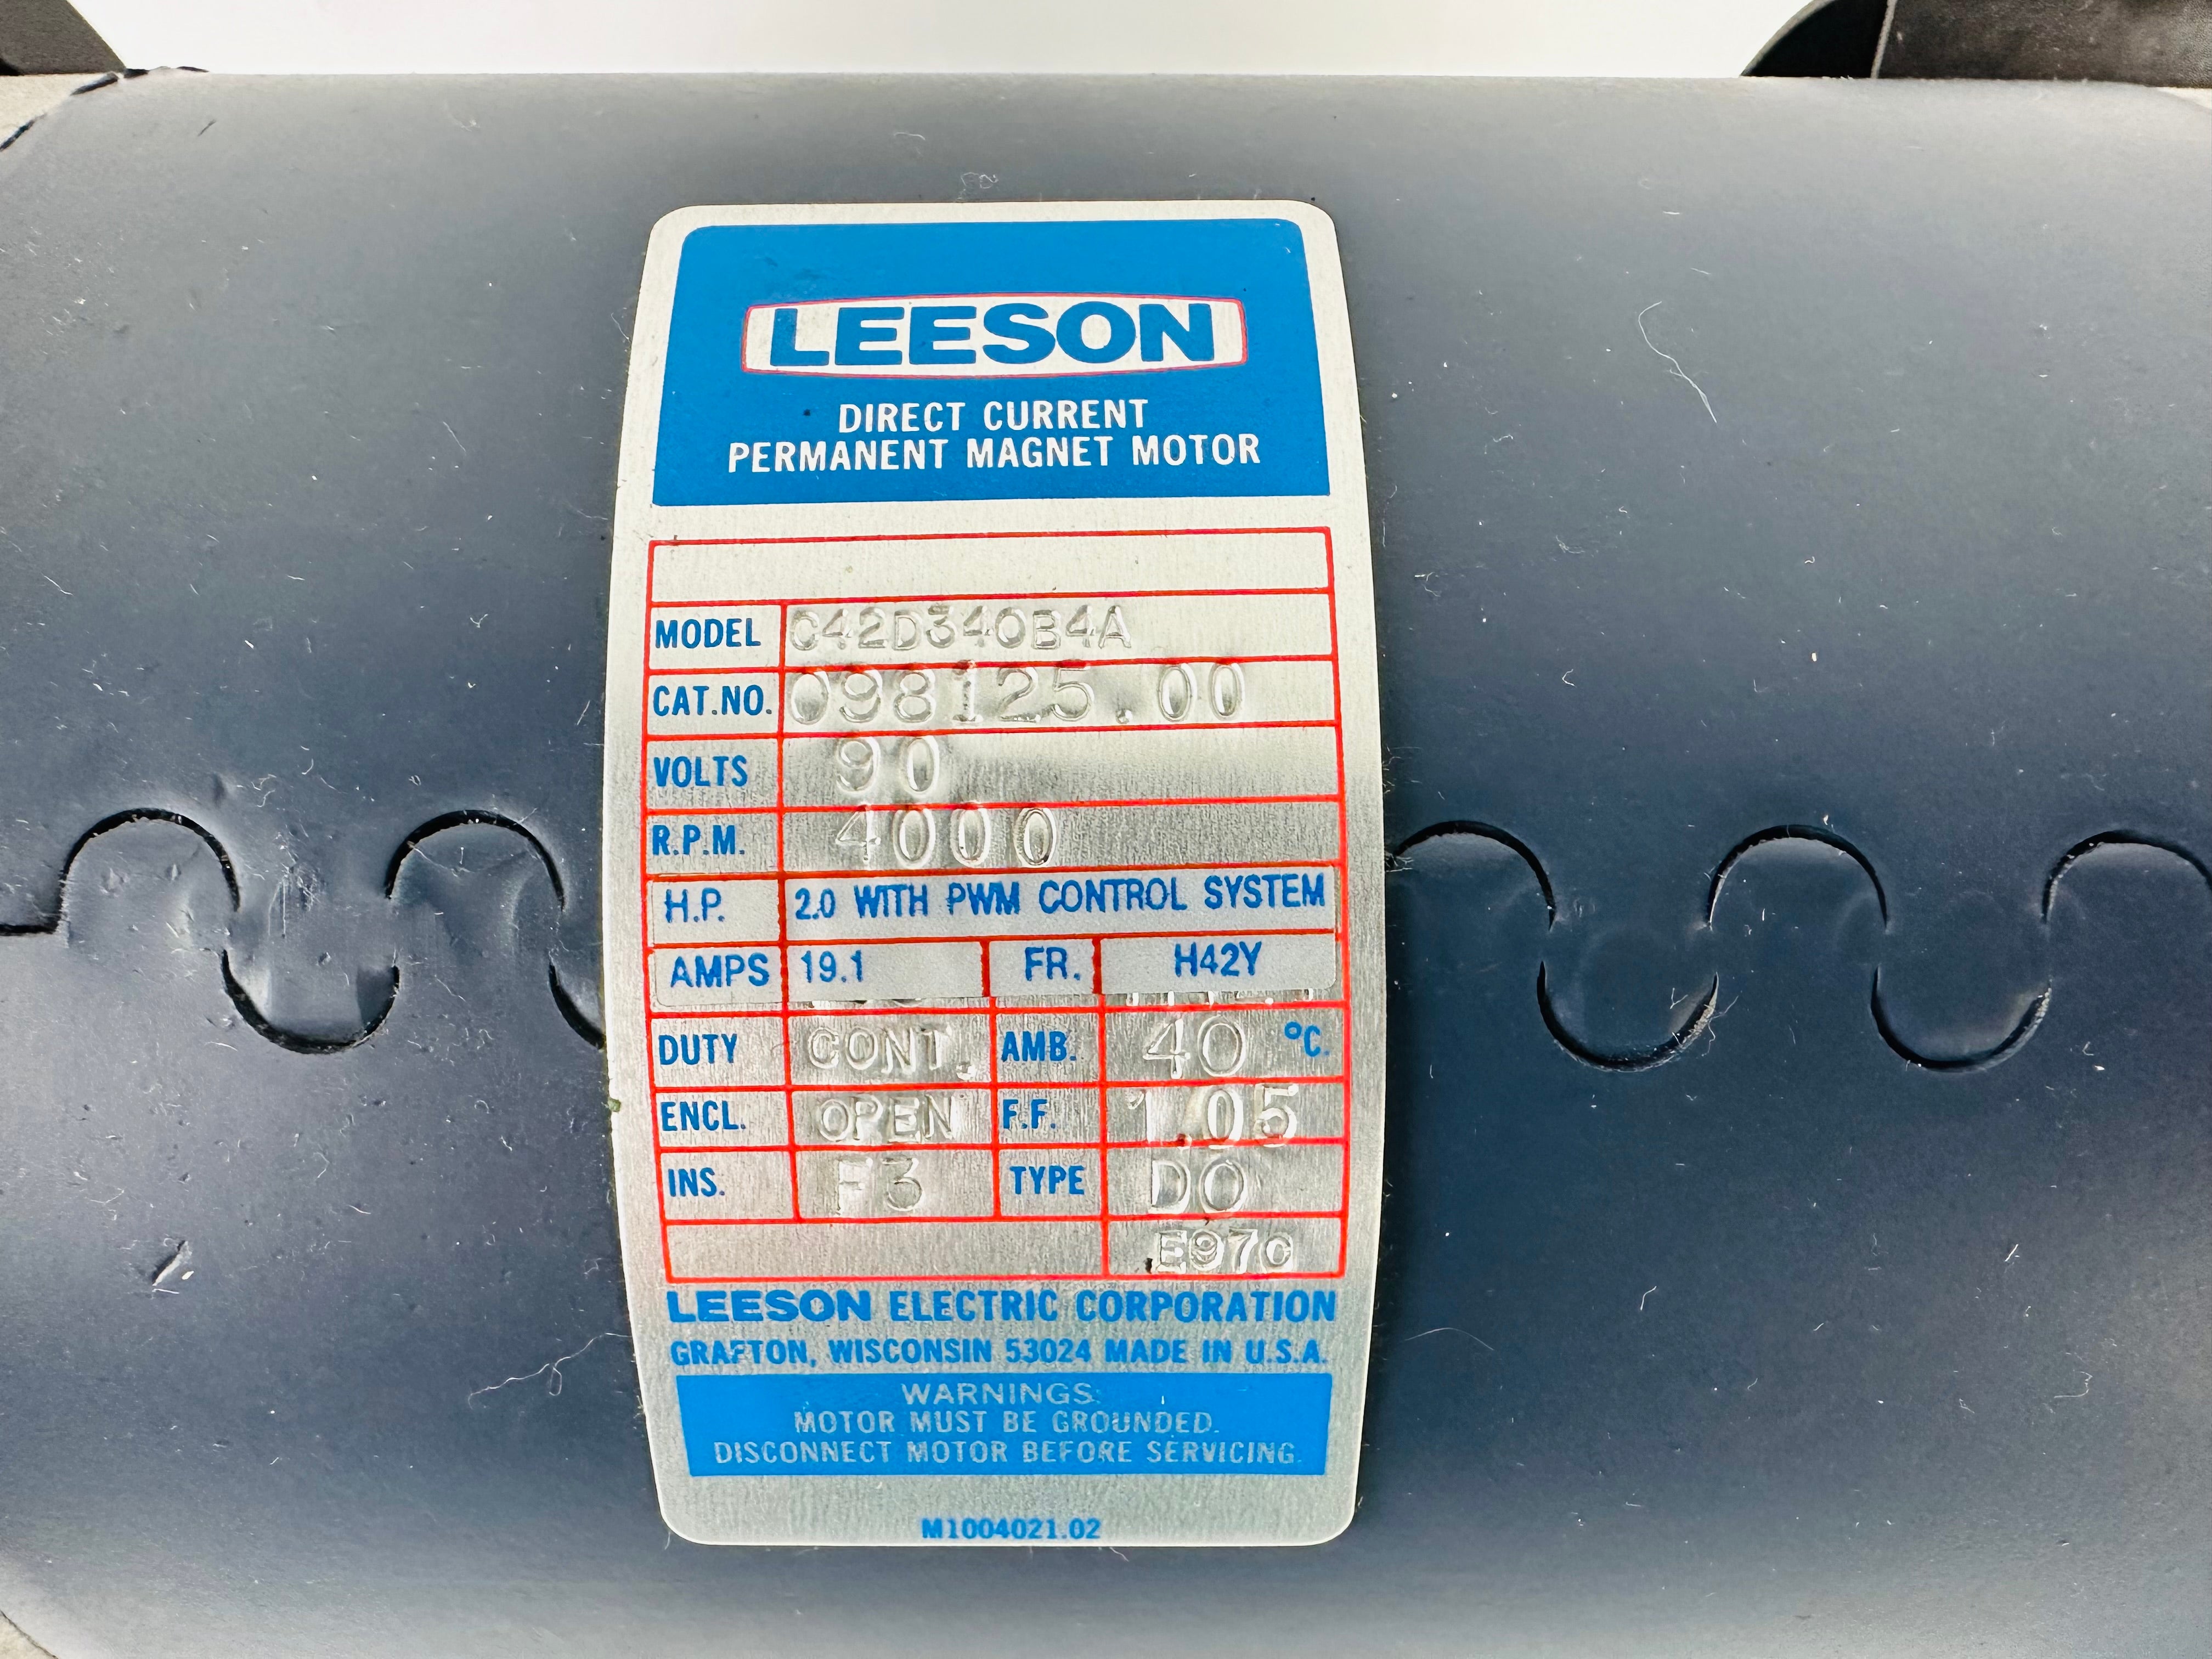 LEESON
DIRECT CURRENT
PERMANENT MAGNET MOTOR
MODEL C42D34OB4A
CAT.NO. 098125.00
VOLTS 90
R.P.M. 4000
H.P. 2.0 WITH PWM CONTROL SYSTEM
AMPS 19.1 FR. H42Y
DUTY CONT. AMB. 40 °C.
ENCL. OPEN F.F. 1.05
INS. F3 TYPE DO
E97C
LEESON ELECTRIC CORPORATION
GRAFTON, WISCONSIN 53024 MADE IN U.S.A.
WARNINGS:
MOTOR MUST BE GROUNDED.
DISCONNECT MOTOR BEFORE SERVICING.
M1004021.02